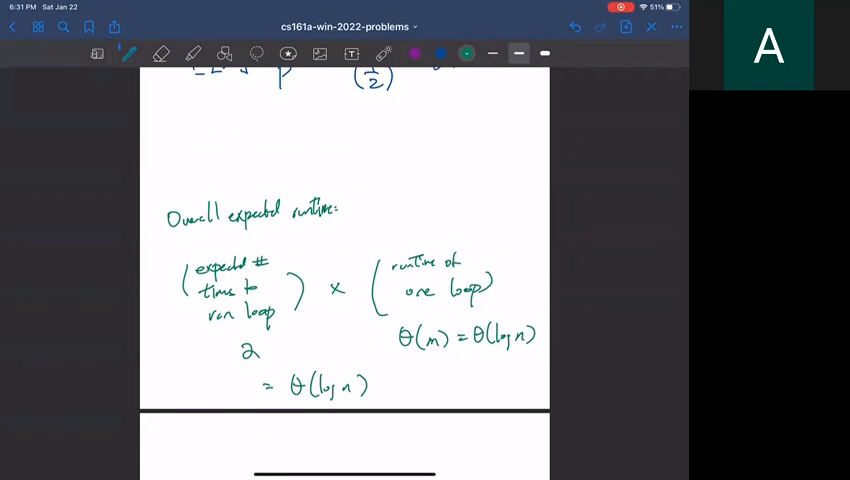 6:31 PM Sat Jan 22
51%
cs161a-win-2022-problems
A
(1/2)
Overall expected runtime:
(expected # times to run loop) × (runtime of one loop)
2
θ(m) = θ(log n)
= θ(log n)